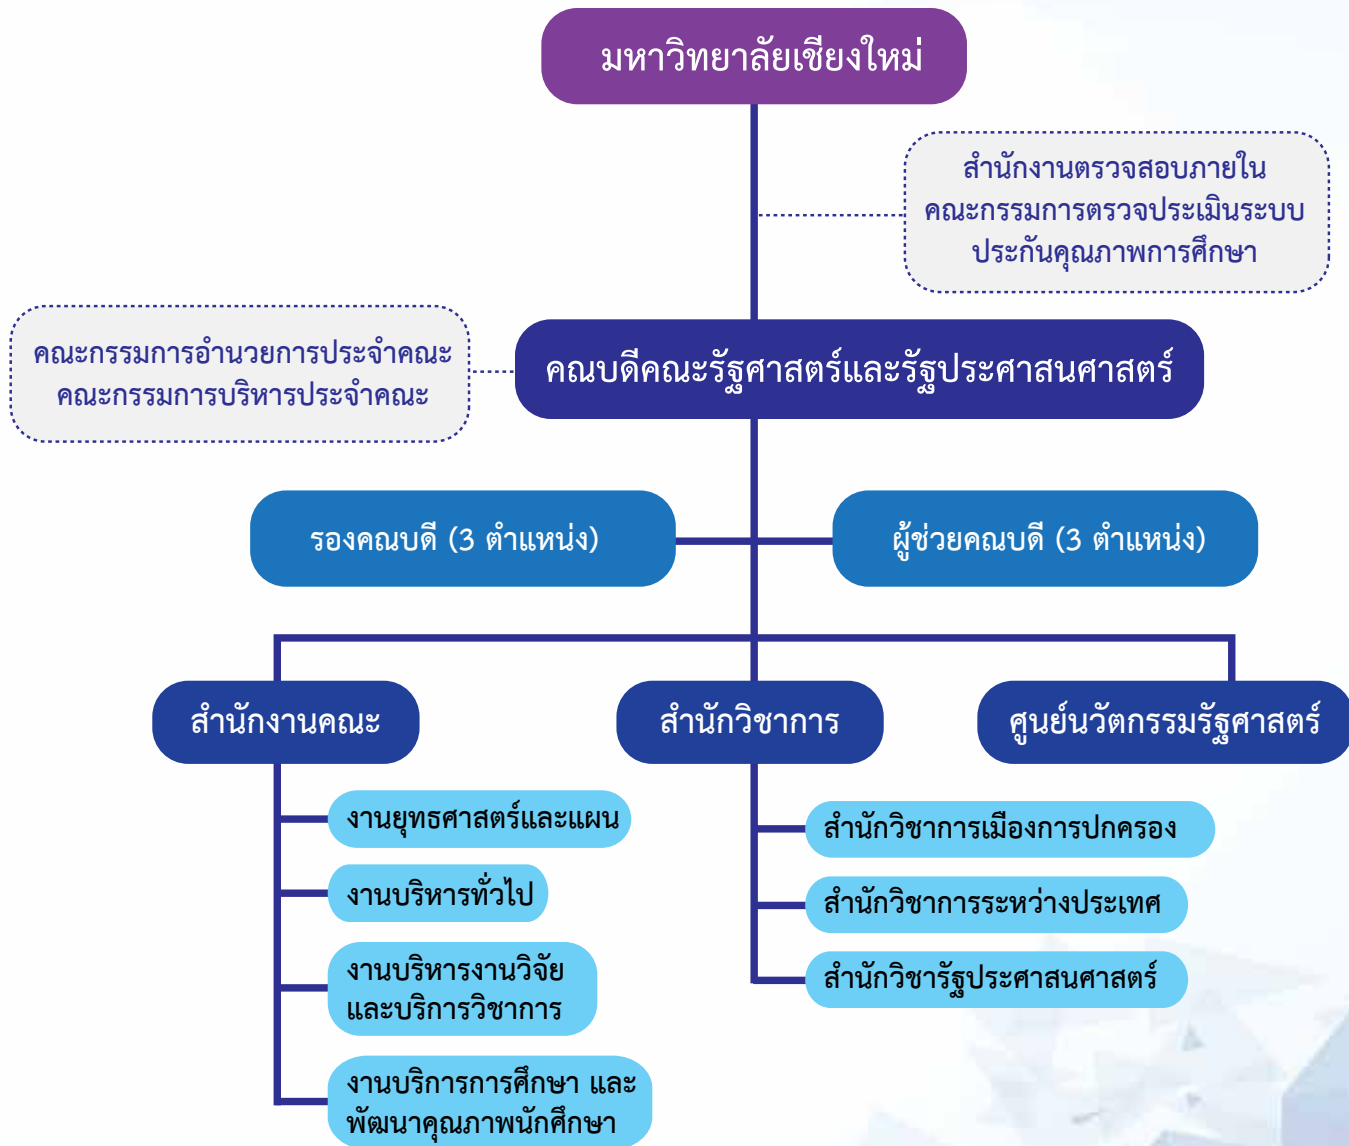 มหาวิทยาลัยเชียงใหม่
สำนักงานตรวจสอบภายใน
คณะกรรมการตรวจประเมินระบบ
ประกันคุณภาพการศึกษา
คณะกรรมการอำนวยการประจำคณะ
คณะกรรมการบริหารประจำคณะ
คณบดีคณะรัฐศาสตร์และรัฐประศาสนศาสตร์
รองคณบดี (3 ตำแหน่ง)
ผู้ช่วยคณบดี (3 ตำแหน่ง)
สำนักงานคณะ
งานยุทธศาสตร์และแผน
งานบริหารทั่วไป
งานบริหารงานวิจัย
และบริการวิชาการ
งานบริการการศึกษา และ
พัฒนาคุณภาพนักศึกษา
สำนักวิชาการ
สำนักวิชาการเมืองการปกครอง
สำนักวิชาการระหว่างประเทศ
สำนักวิชารัฐประศาสนศาสตร์
ศูนย์นวัตกรรมรัฐศาสตร์